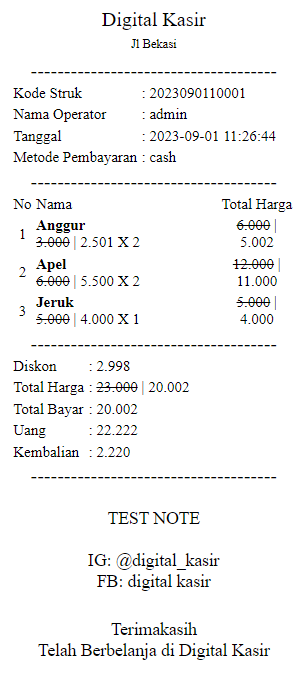 Digital Kasir
Jl Bekasi
-------------------------------------
Kode Struk : 2023090110001
Nama Operator : admin
Tanggal : 2023-09-01 11:26:44
Metode Pembayaran : cash
-------------------------------------
No Nama Total Harga
1 Anggur 6.000 |
3.000 | 2.501 X 2 5.002
2 Apel 12.000 |
6.000 | 5.500 X 2 11.000
3 Jeruk 5.000 |
5.000 | 4.000 X 1 4.000
-------------------------------------
Diskon : 2.998
Total Harga : 23.000 | 20.002
Total Bayar : 20.002
Uang : 22.222
Kembalian : 2.220
-------------------------------------
TEST NOTE
IG: @digital_kasir
FB: digital kasir
Terimakasih
Telah Berbelanja di Digital Kasir